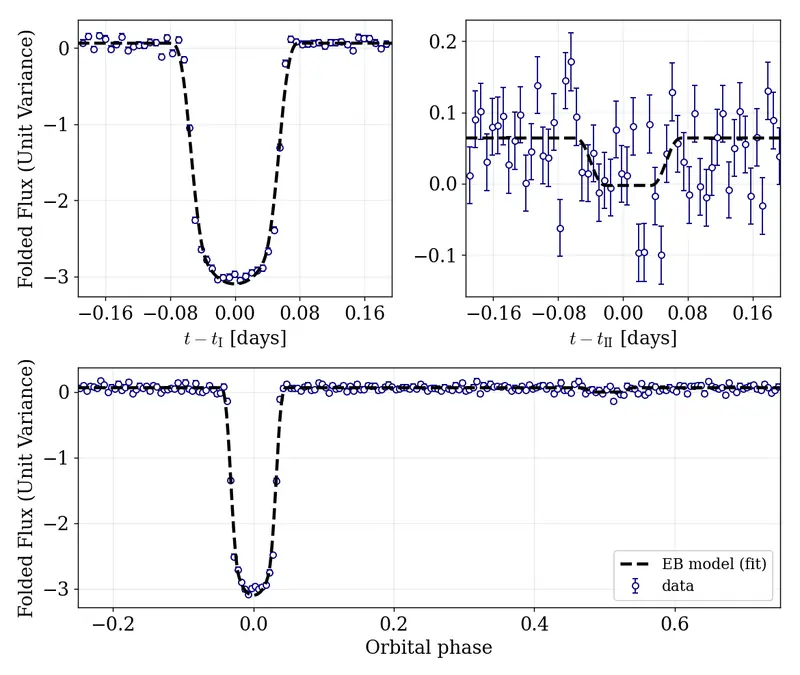 Folded Flux (Unit Variance)
0
−1
−2
−3
−0.16 −0.08 0.00 0.08 0.16
t − tI [days]
0.2
0.1
0.0
−0.1
−0.16 −0.08 0.00 0.08 0.16
t − tII [days]
Folded Flux (Unit Variance)
0
−1
−2
−3
EB model (fit)
data
−0.2 0.0 0.2 0.4 0.6
Orbital phase